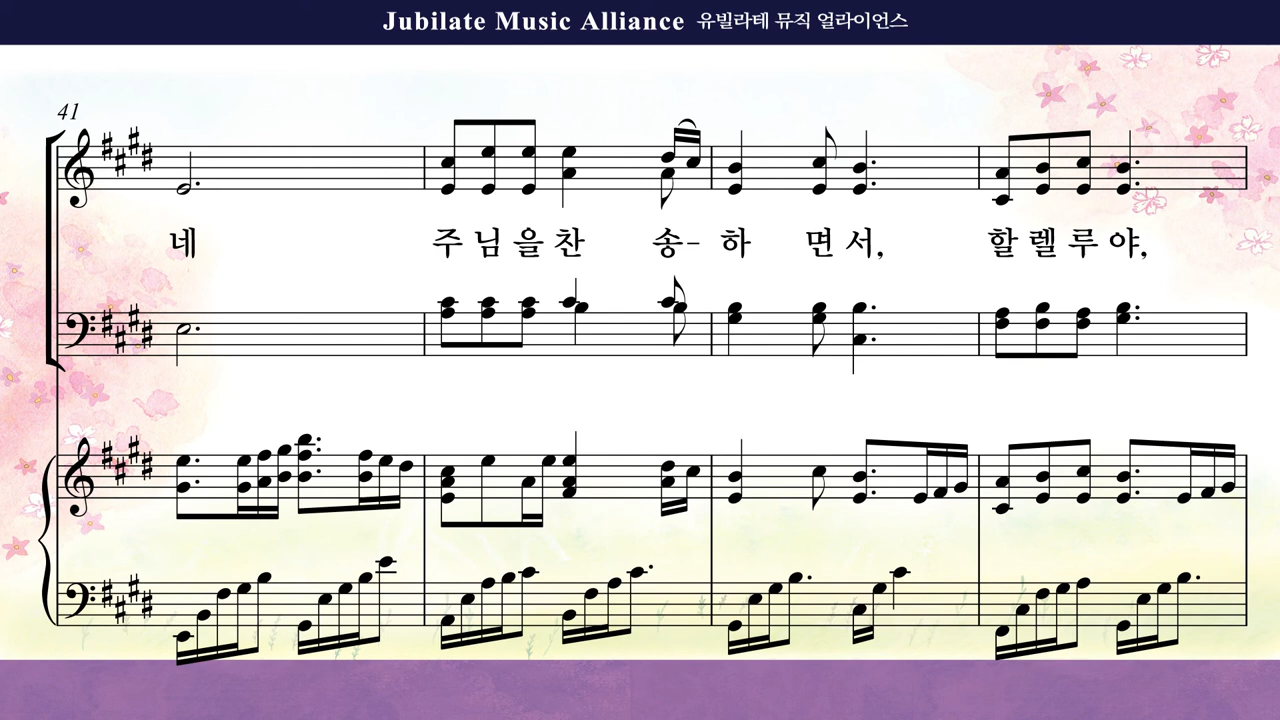 Jubilate Music Alliance 유빌라테 뮤직 얼라이언스
41
네 주 님 을 찬 송- 하 면 서, 할 렐 루 야,